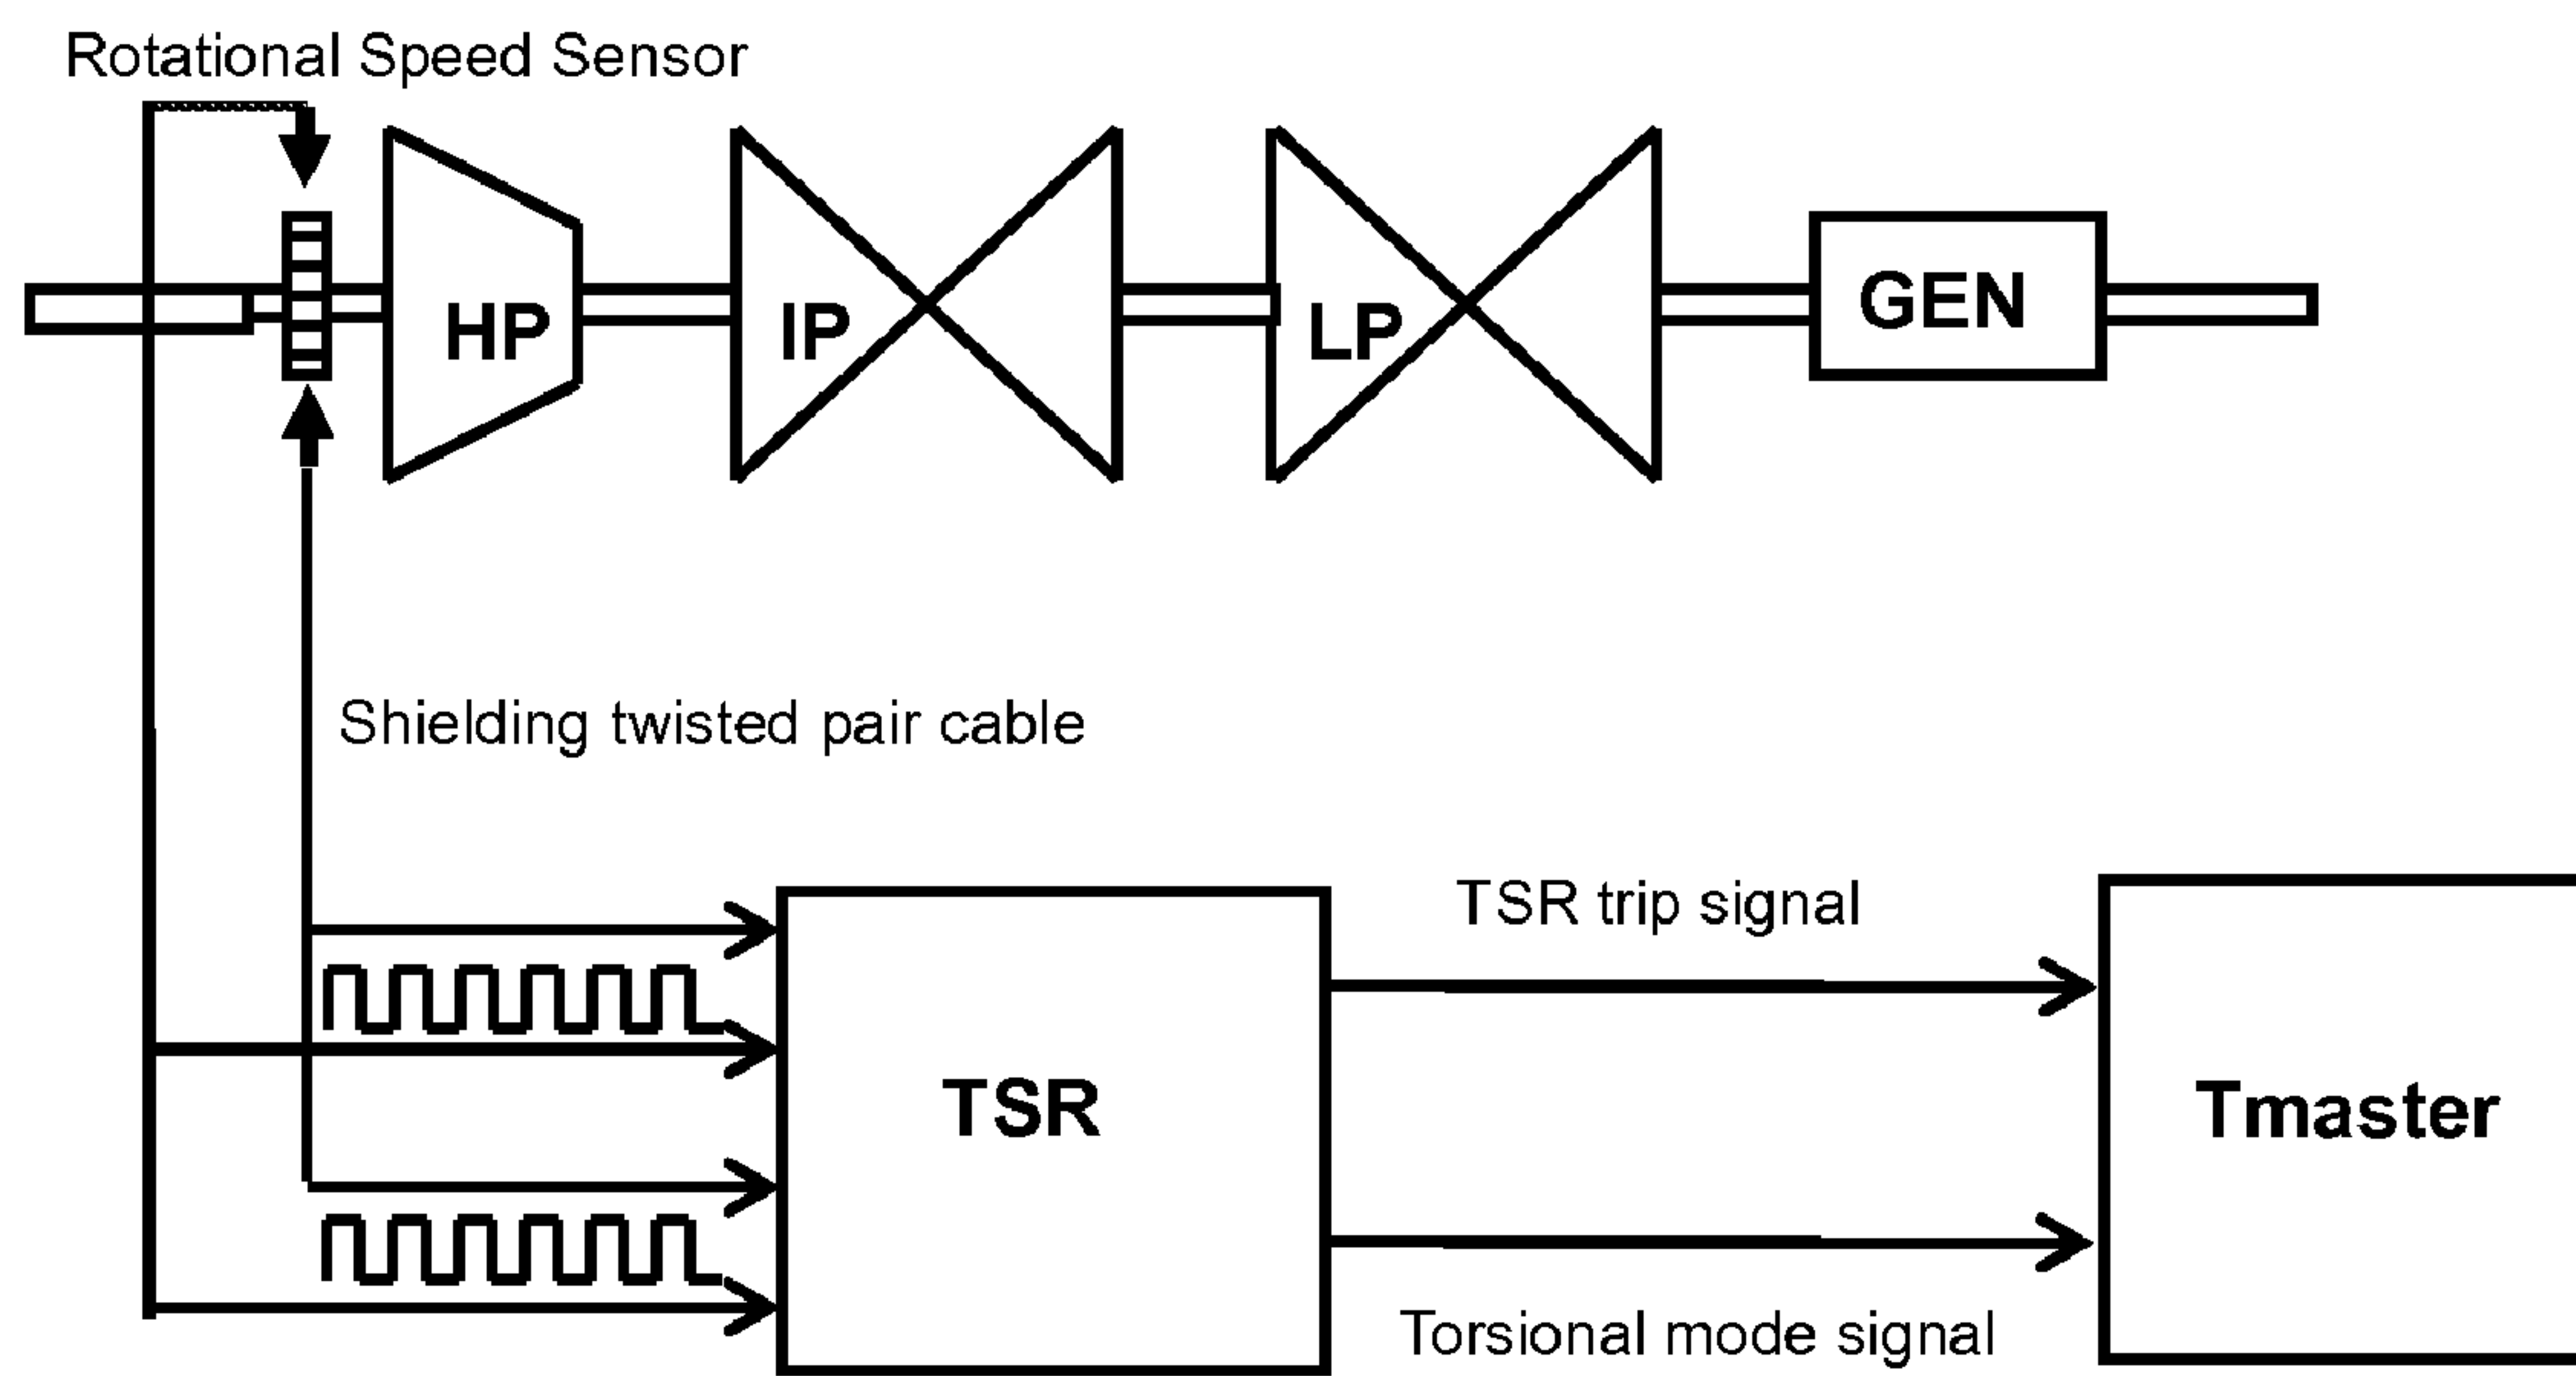 Rotational Speed Sensor
HP
IP
LP
GEN
Shielding twisted pair cable
TSR trip signal
TSR
Tmaster
Torsional mode signal